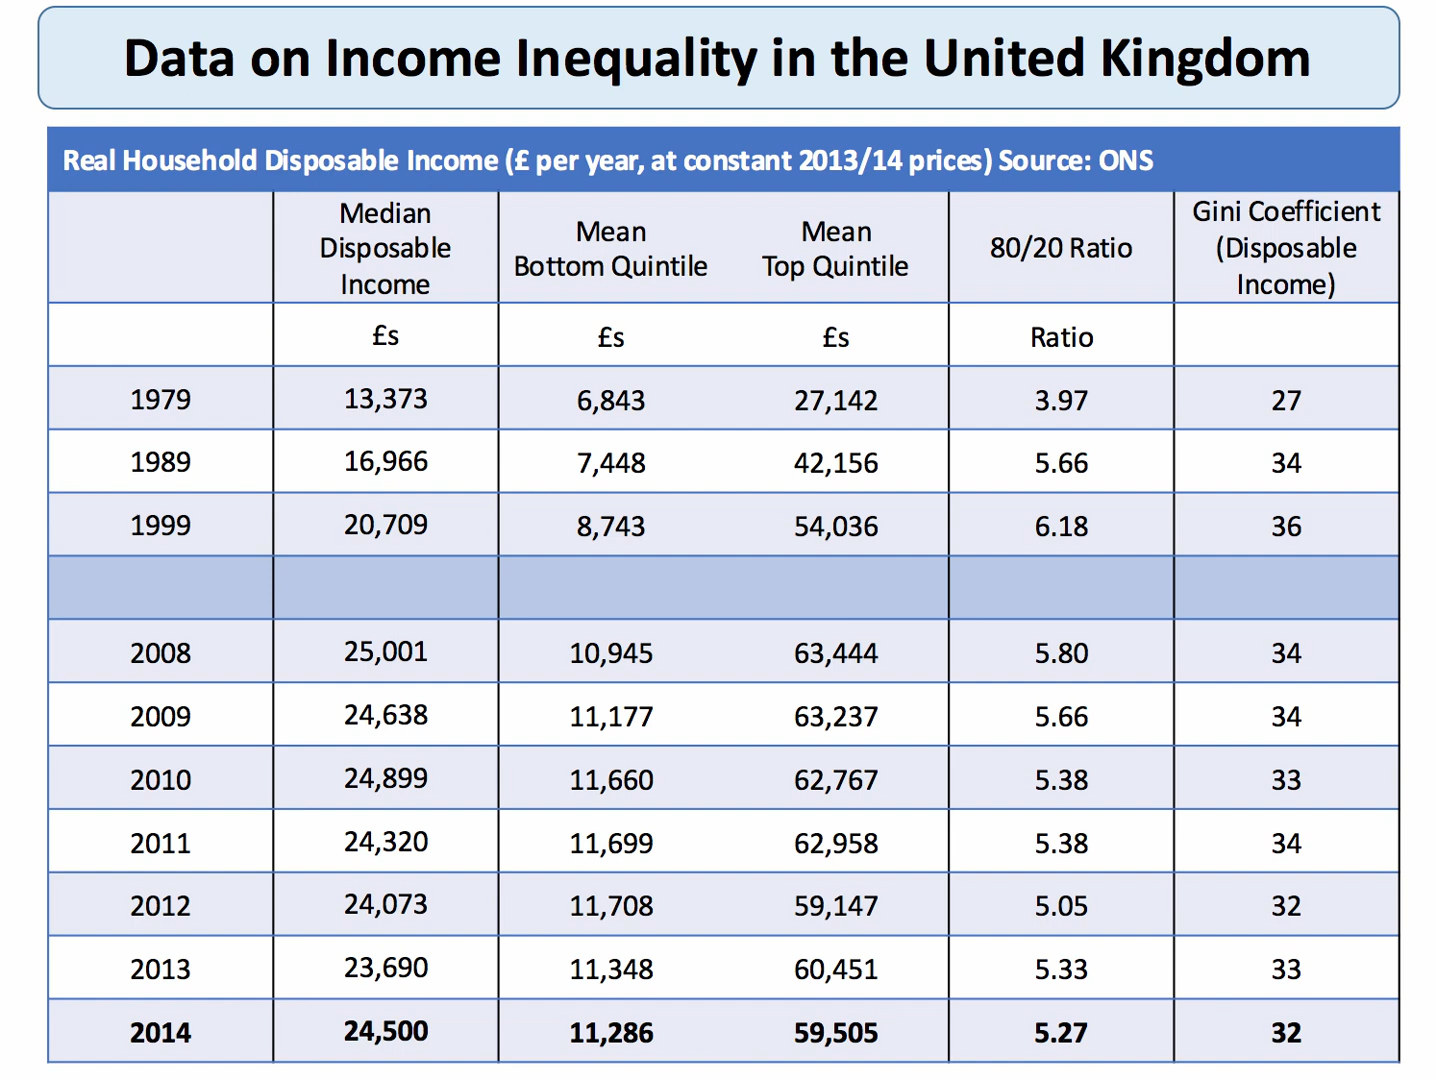 Data on Income Inequality in the United Kingdom
Real Household Disposable Income (£ per year, at constant 2013/14 prices) Source: ONS
Median
Disposable
Income
Mean
Bottom Quintile
Mean
Top Quintile
80/20 Ratio
Gini Coefficient
(Disposable
Income)
£s £s £s Ratio
1979 13,373 6,843 27,142 3.97 27
1989 16,966 7,448 42,156 5.66 34
1999 20,709 8,743 54,036 6.18 36
2008 25,001 10,945 63,444 5.80 34
2009 24,638 11,177 63,237 5.66 34
2010 24,899 11,660 62,767 5.38 33
2011 24,320 11,699 62,958 5.38 34
2012 24,073 11,708 59,147 5.05 32
2013 23,690 11,348 60,451 5.33 33
2014 24,500 11,286 59,505 5.27 32